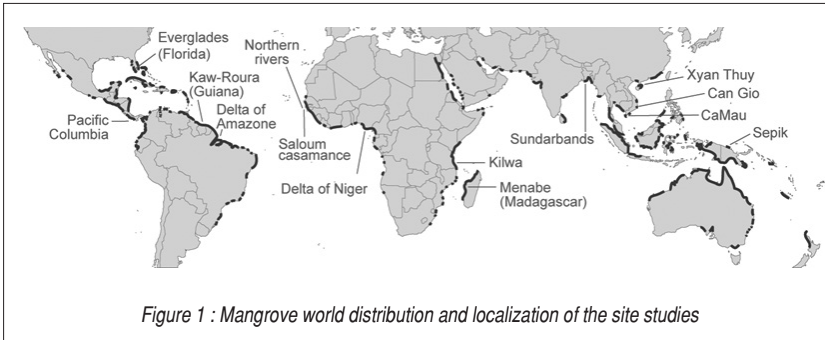 Everglades
(Florida)
Kaw-Roura
(Guiana)
Delta of
Amazone
Pacific
Columbia
Northern
rivers
Saloum
casamance
Delta of Niger
Kilwa
Menabe
(Madagascar)
Sundarbands
Xyan Thuy
Can Gio
CaMau
Sepik
Figure 1 : Mangrove world distribution and localization of the site studies